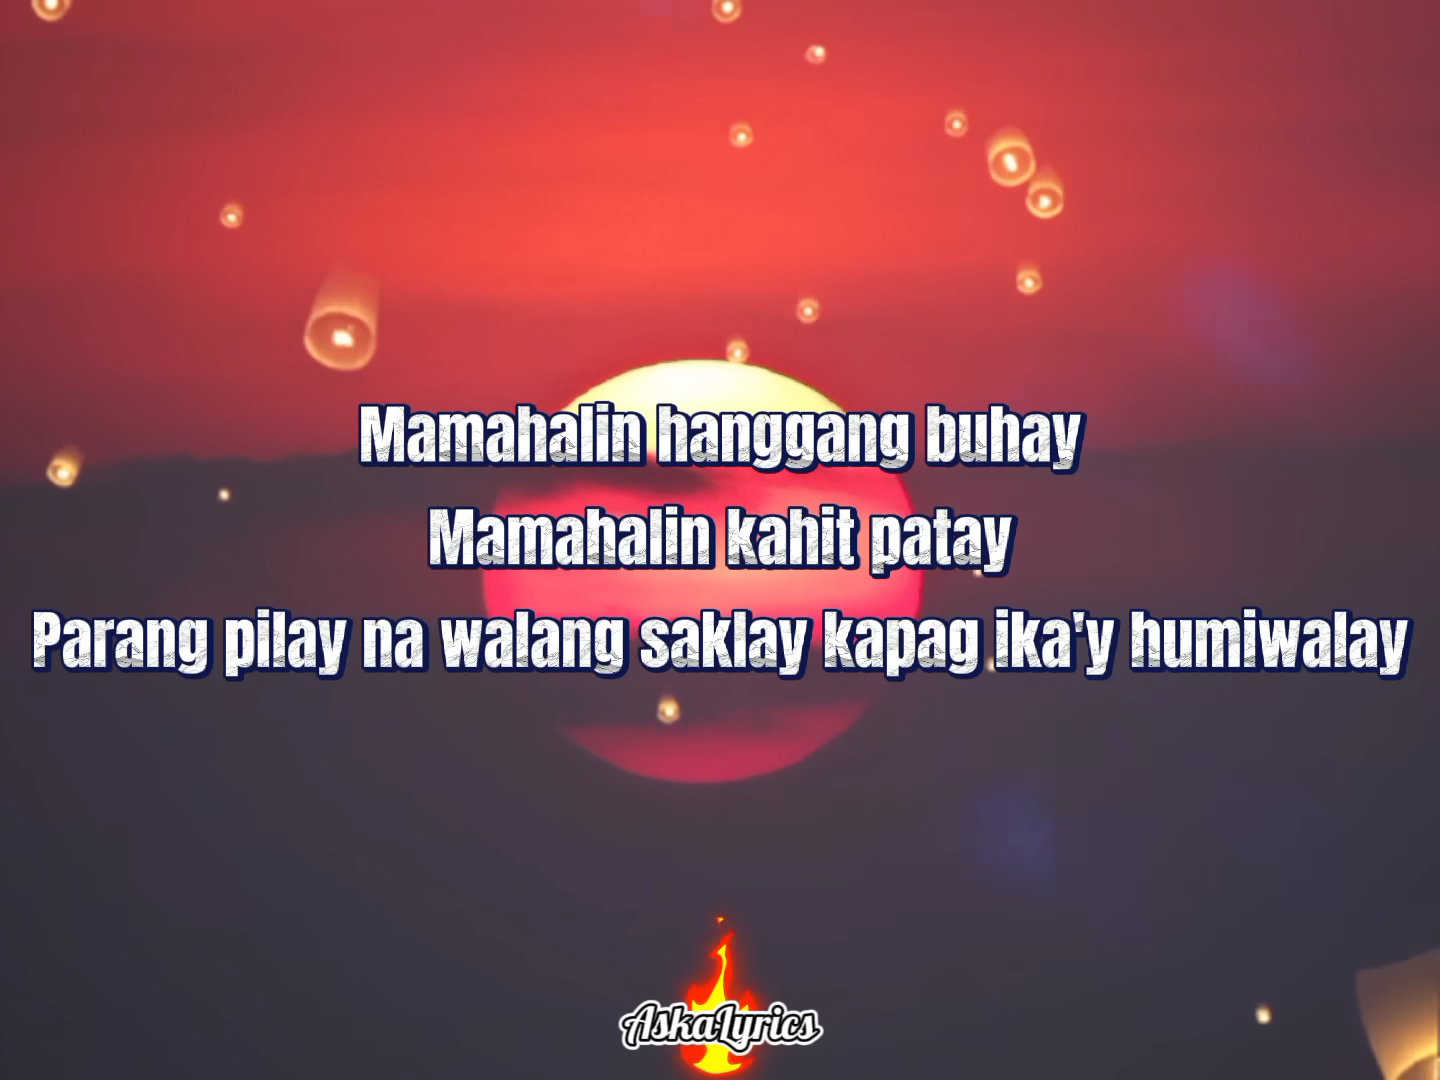 Mamahalin hanggang buhay
Mamahalin kahit patay
Parang pilay na walang saklay kapag ika'y humiwalay
AskaLyrics